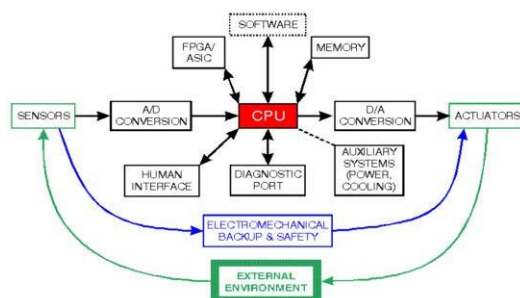 SOFTWARE
FPGA/
ASIC
MEMORY
SENSORS
A/D
CONVERSION
CPU
D/A
CONVERSION
ACTUATORS
HUMAN
INTERFACE
DIAGNOSTIC
PORT
AUXILIARY
SYSTEMS
(POWER,
COOLING)
ELECTROMECHANICAL
BACKUP & SAFETY
EXTERNAL
ENVIRONMENT